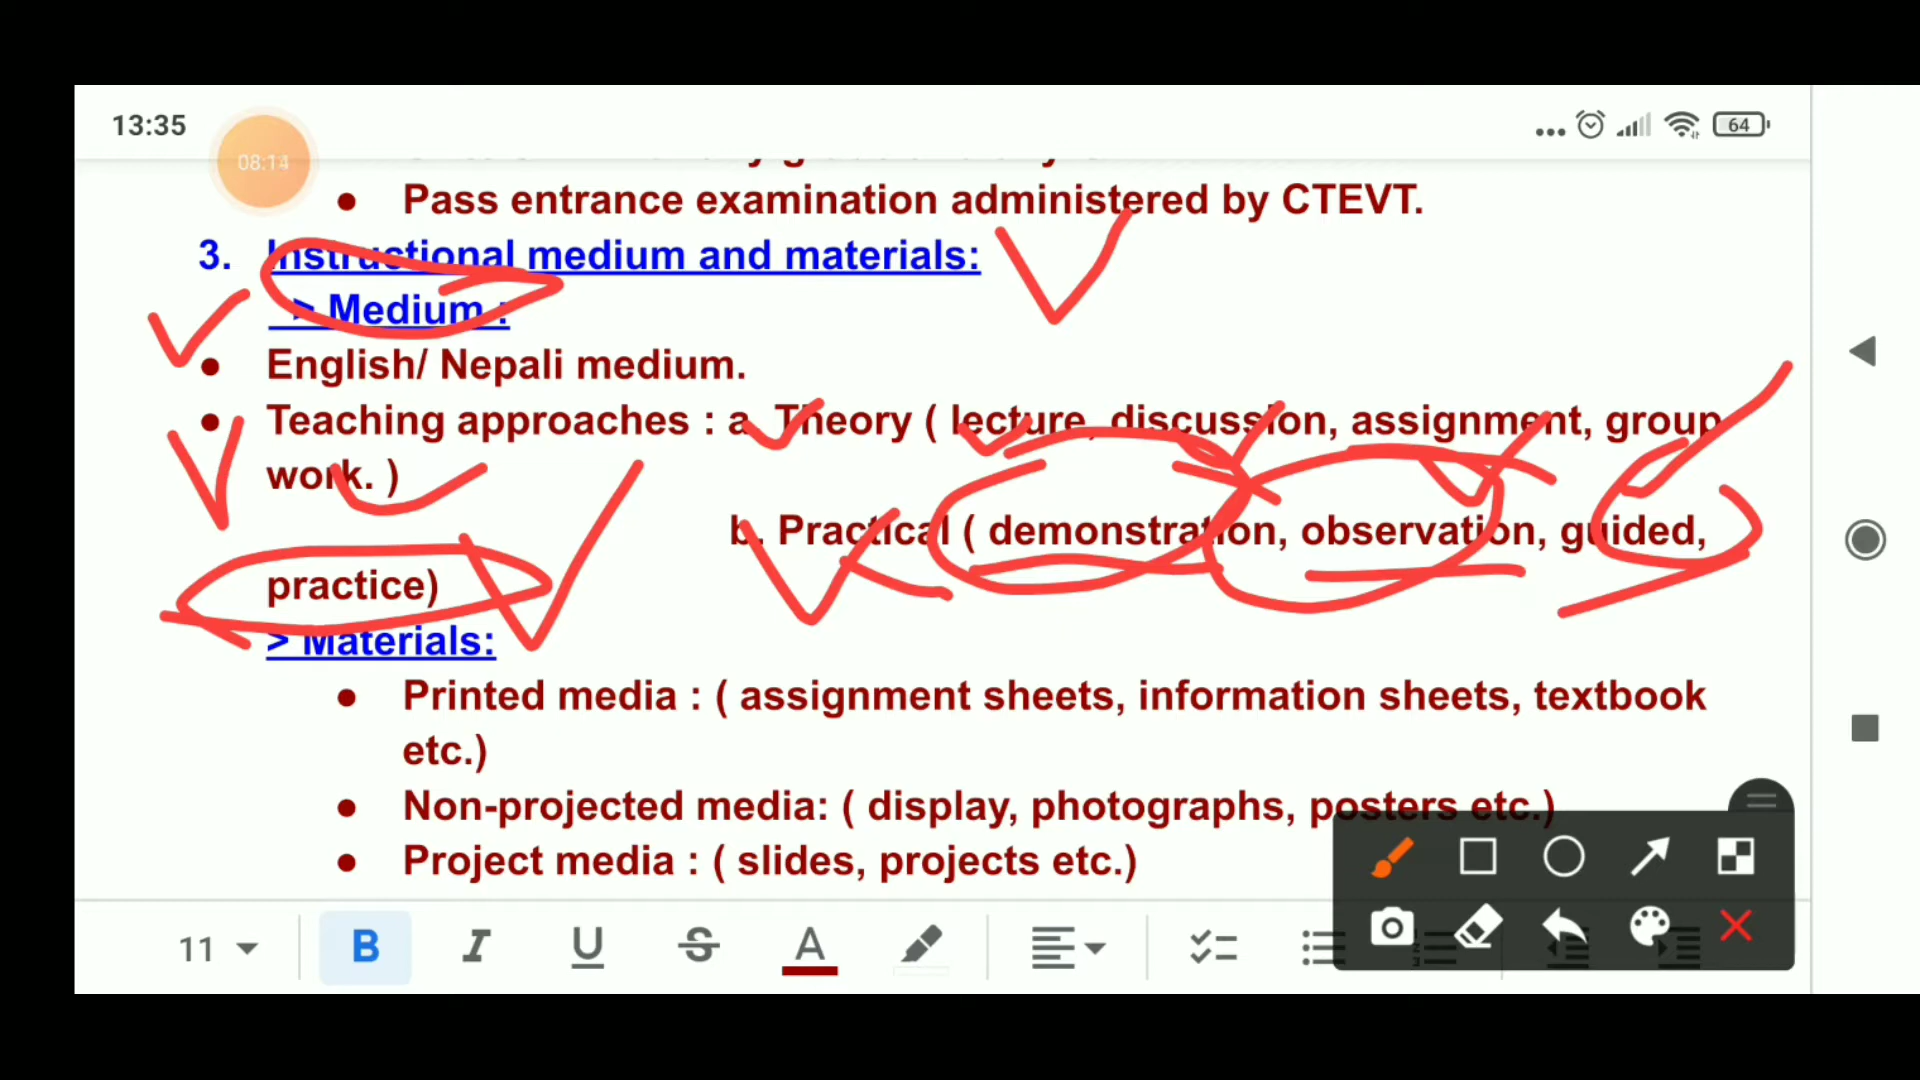 13:35
64
08:14
● Pass entrance examination administered by CTEVT.
3. Instructional medium and materials:
> Medium :
● English/ Nepali medium.
● Teaching approaches : a. Theory ( lecture, discussion, assignment, group
work. )
b. Practical ( demonstration, observation, guided,
practice)
> Materials:
● Printed media : ( assignment sheets, information sheets, textbook
etc.)
● Non-projected media: ( display, photographs, posters etc.)
● Project media : ( slides, projects etc.)
11 B I U S A